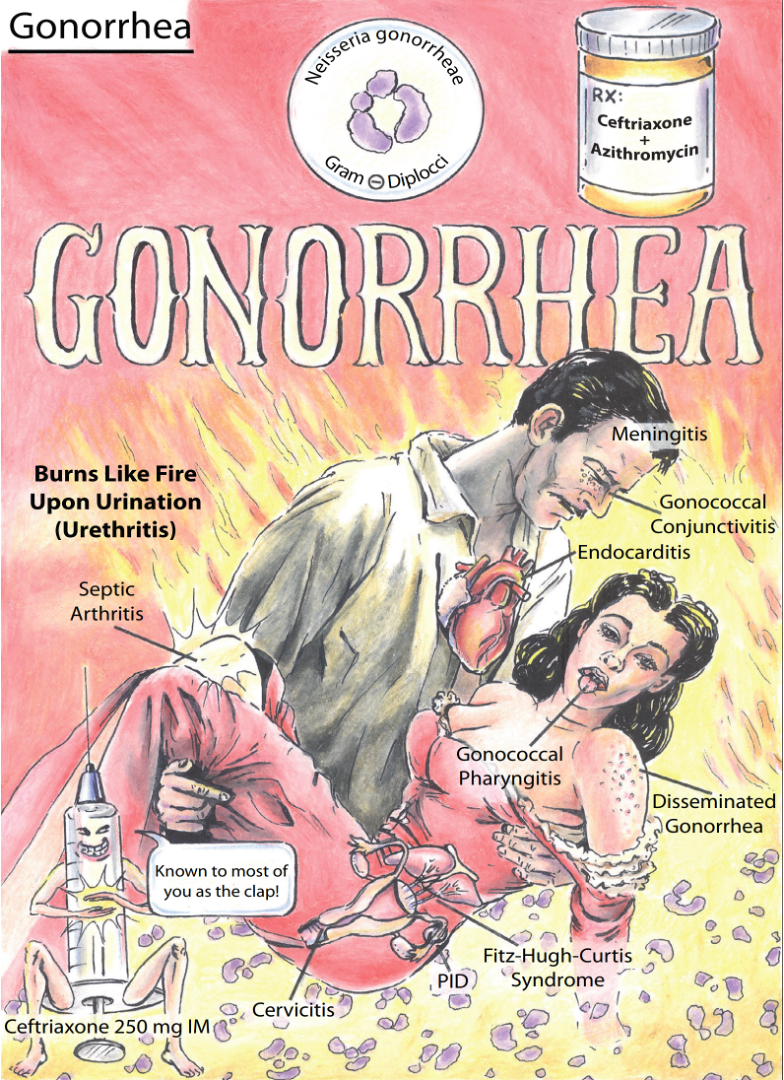 Gonorrhea
Neisseria gonorrheae
Gram ⊖ Diplocci
RX:
Ceftriaxone
+
Azithromycin
GONORRHEA
Meningitis
Burns Like Fire
Upon Urination
(Urethritis)
Gonococcal
Conjunctivitis
Endocarditis
Septic
Arthritis
Gonococcal
Pharyngitis
Disseminated
Gonorrhea
Known to most of
you as the clap!
Fitz-Hugh-Curtis
Syndrome
PID
Cervicitis
Ceftriaxone 250 mg IM